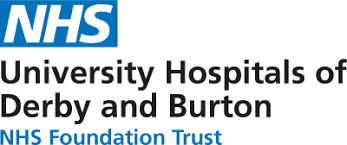 NHS
University Hospitals of
Derby and Burton
NHS Foundation Trust